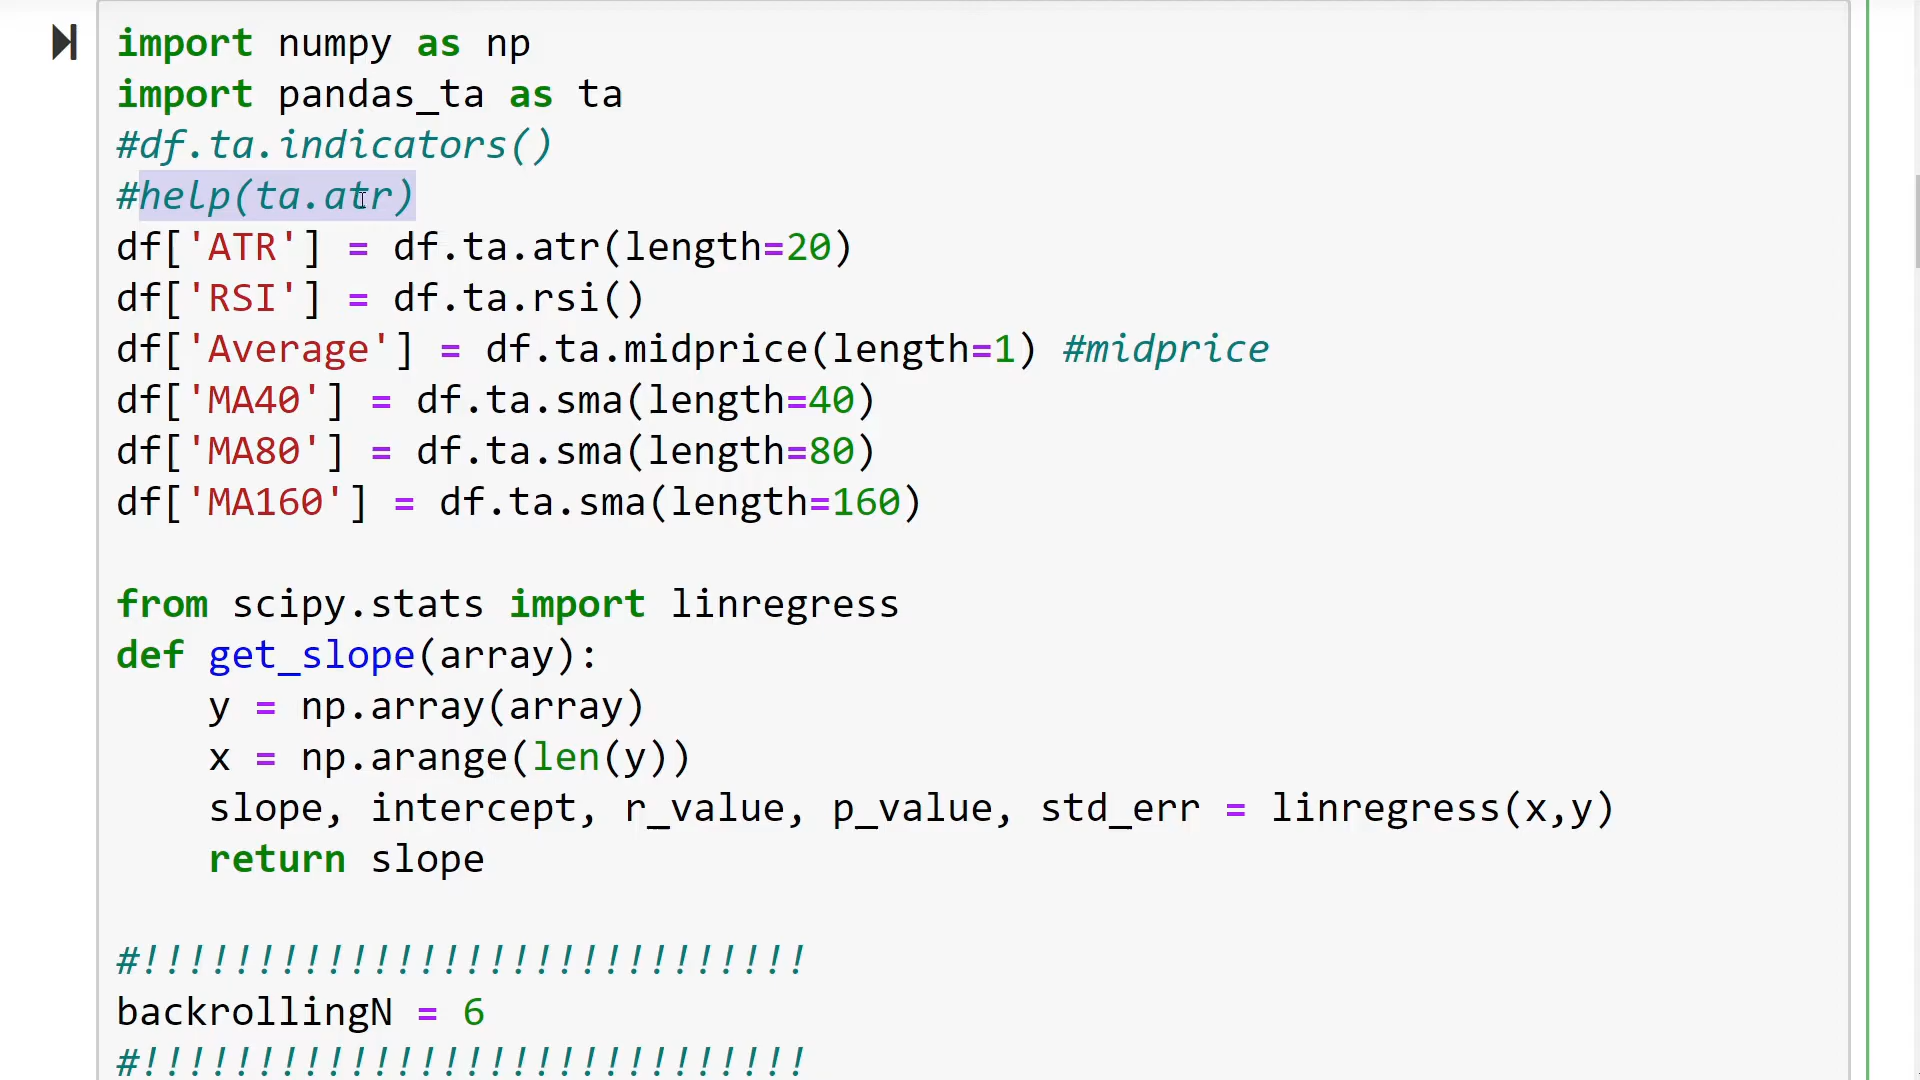 import numpy as np
import pandas_ta as ta
#df.ta.indicators()
#help(ta.atr)
df['ATR'] = df.ta.atr(length=20)
df['RSI'] = df.ta.rsi()
df['Average'] = df.ta.midprice(length=1) #midprice
df['MA40'] = df.ta.sma(length=40)
df['MA80'] = df.ta.sma(length=80)
df['MA160'] = df.ta.sma(length=160)

from scipy.stats import linregress
def get_slope(array):
    y = np.array(array)
    x = np.arange(len(y))
    slope, intercept, r_value, p_value, std_err = linregress(x,y)
    return slope

#!!!!!!!!!!!!!!!!!!!!!!!!!!!!!
backrollingN = 6
#!!!!!!!!!!!!!!!!!!!!!!!!!!!!!